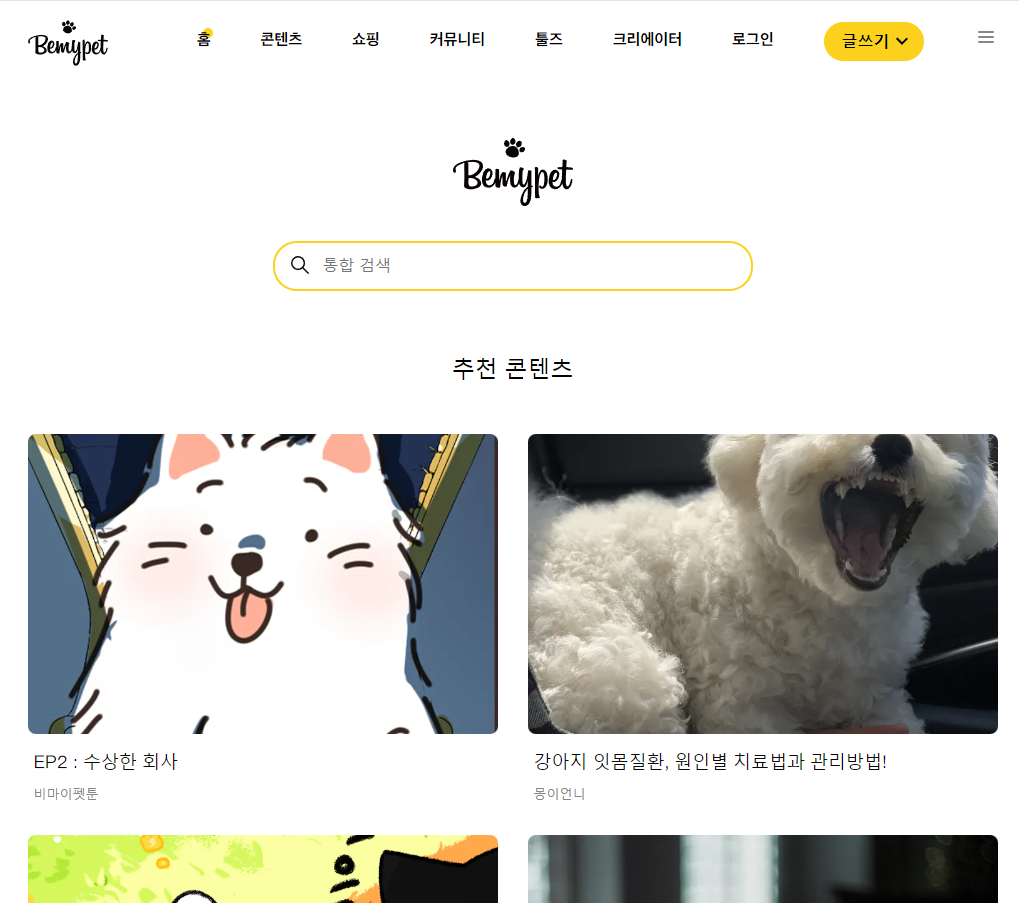 Bemypet
홈
콘텐츠
쇼핑
커뮤니티
툴즈
크리에이터
로그인
글쓰기
Bemypet
통합 검색
추천 콘텐츠
EP2 : 수상한 회사
비마이펫툰
강아지 잇몸질환, 원인별 치료법과 관리방법!
몽이언니